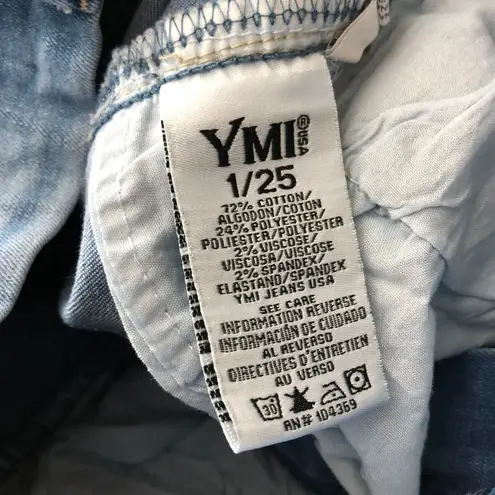 YMI® USA
1/25
72% COTTON/
ALGODON/COTON
24% POLYESTER/
POLIESTER/POLYESTER
2% VISCOSE/
VISCOSA/VISCOSE
2% SPANDEX/
ELASTANO/SPANDEX
YMI JEANS USA
SEE CARE
INFORMATION REVERSE
INFORMACIÓN DE CUIDADO
AL REVERSO
DIRECTIVES D'ENTRETIEN
AU VERSO
30
RN# 104369